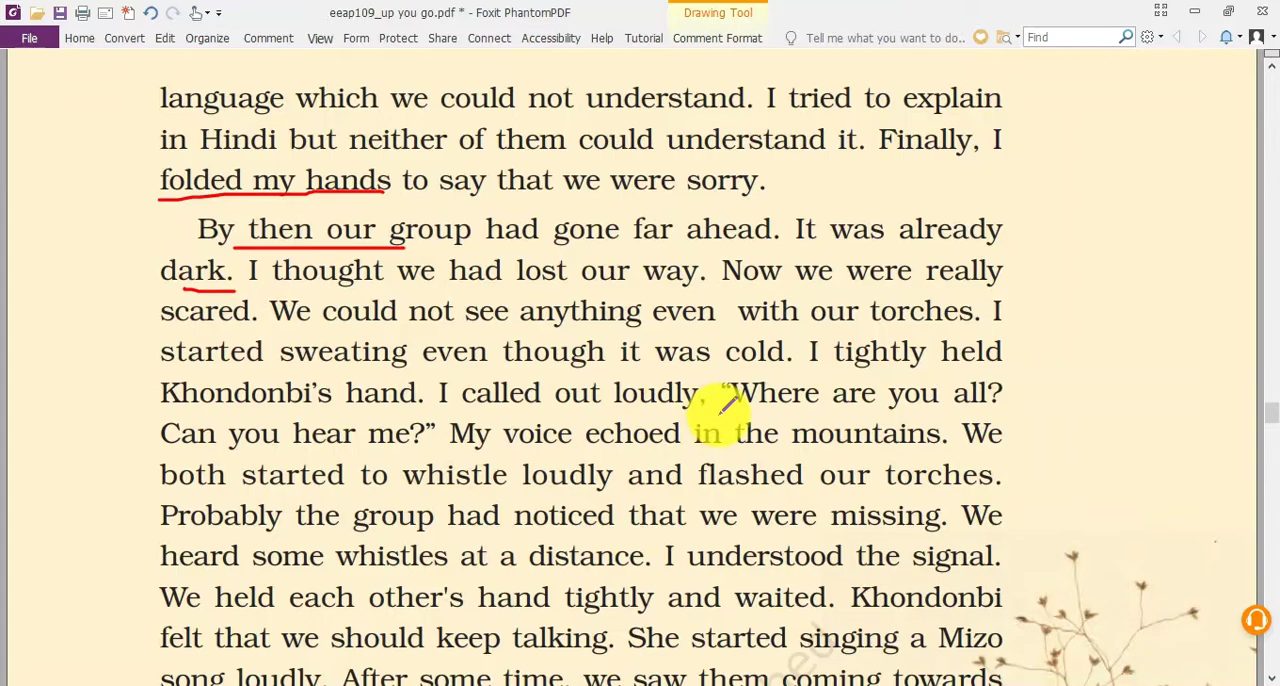 eeap109_up you go.pdf * - Foxit PhantomPDF
Drawing Tool
File Home Convert Edit Organize Comment View Form Protect Share Connect Accessibility Help Tutorial Comment Format Tell me what you want to do.. Find
language which we could not understand. I tried to explain
in Hindi but neither of them could understand it. Finally, I
folded my hands to say that we were sorry.
By then our group had gone far ahead. It was already
dark. I thought we had lost our way. Now we were really
scared. We could not see anything even with our torches. I
started sweating even though it was cold. I tightly held
Khondonbi's hand. I called out loudly, “Where are you all?
Can you hear me?” My voice echoed in the mountains. We
both started to whistle loudly and flashed our torches.
Probably the group had noticed that we were missing. We
heard some whistles at a distance. I understood the signal.
We held each other's hand tightly and waited. Khondonbi
felt that we should keep talking. She started singing a Mizo
song loudly. After some time, we saw them coming towards